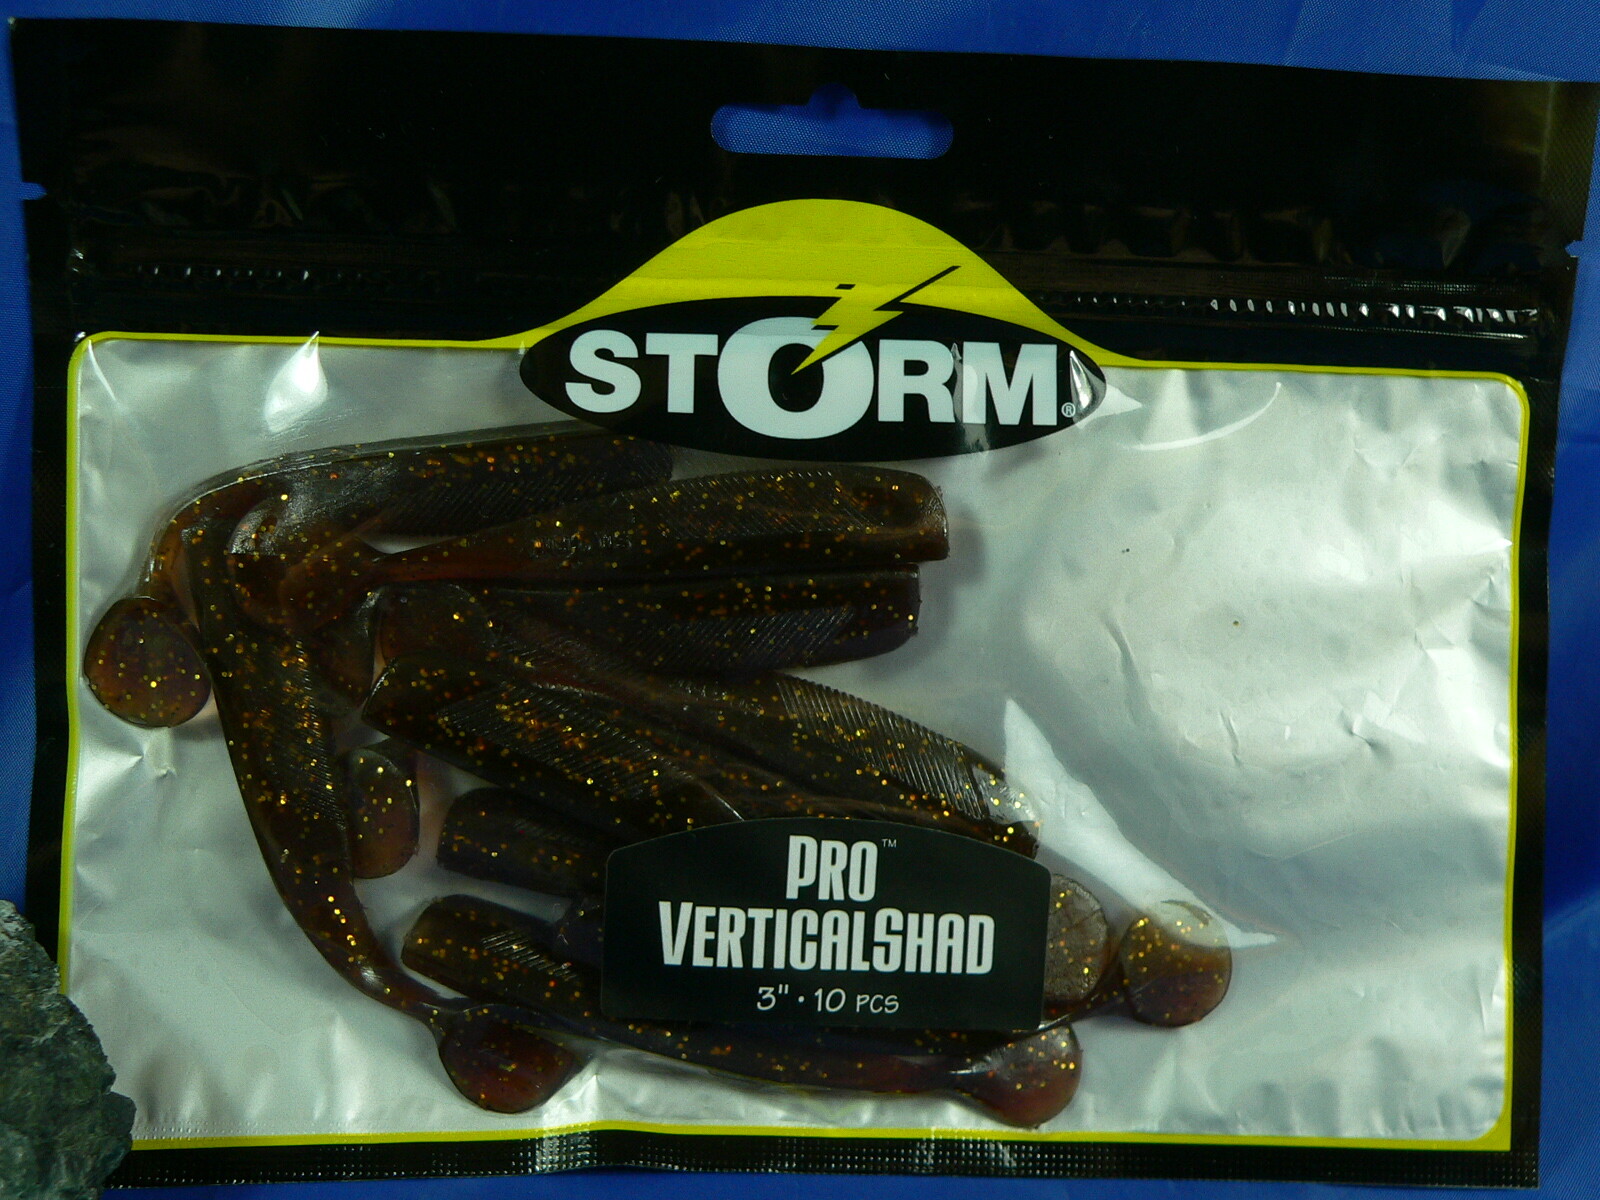 STORM®
PRO™
VERTICALSHAD
3" · 10 PCS